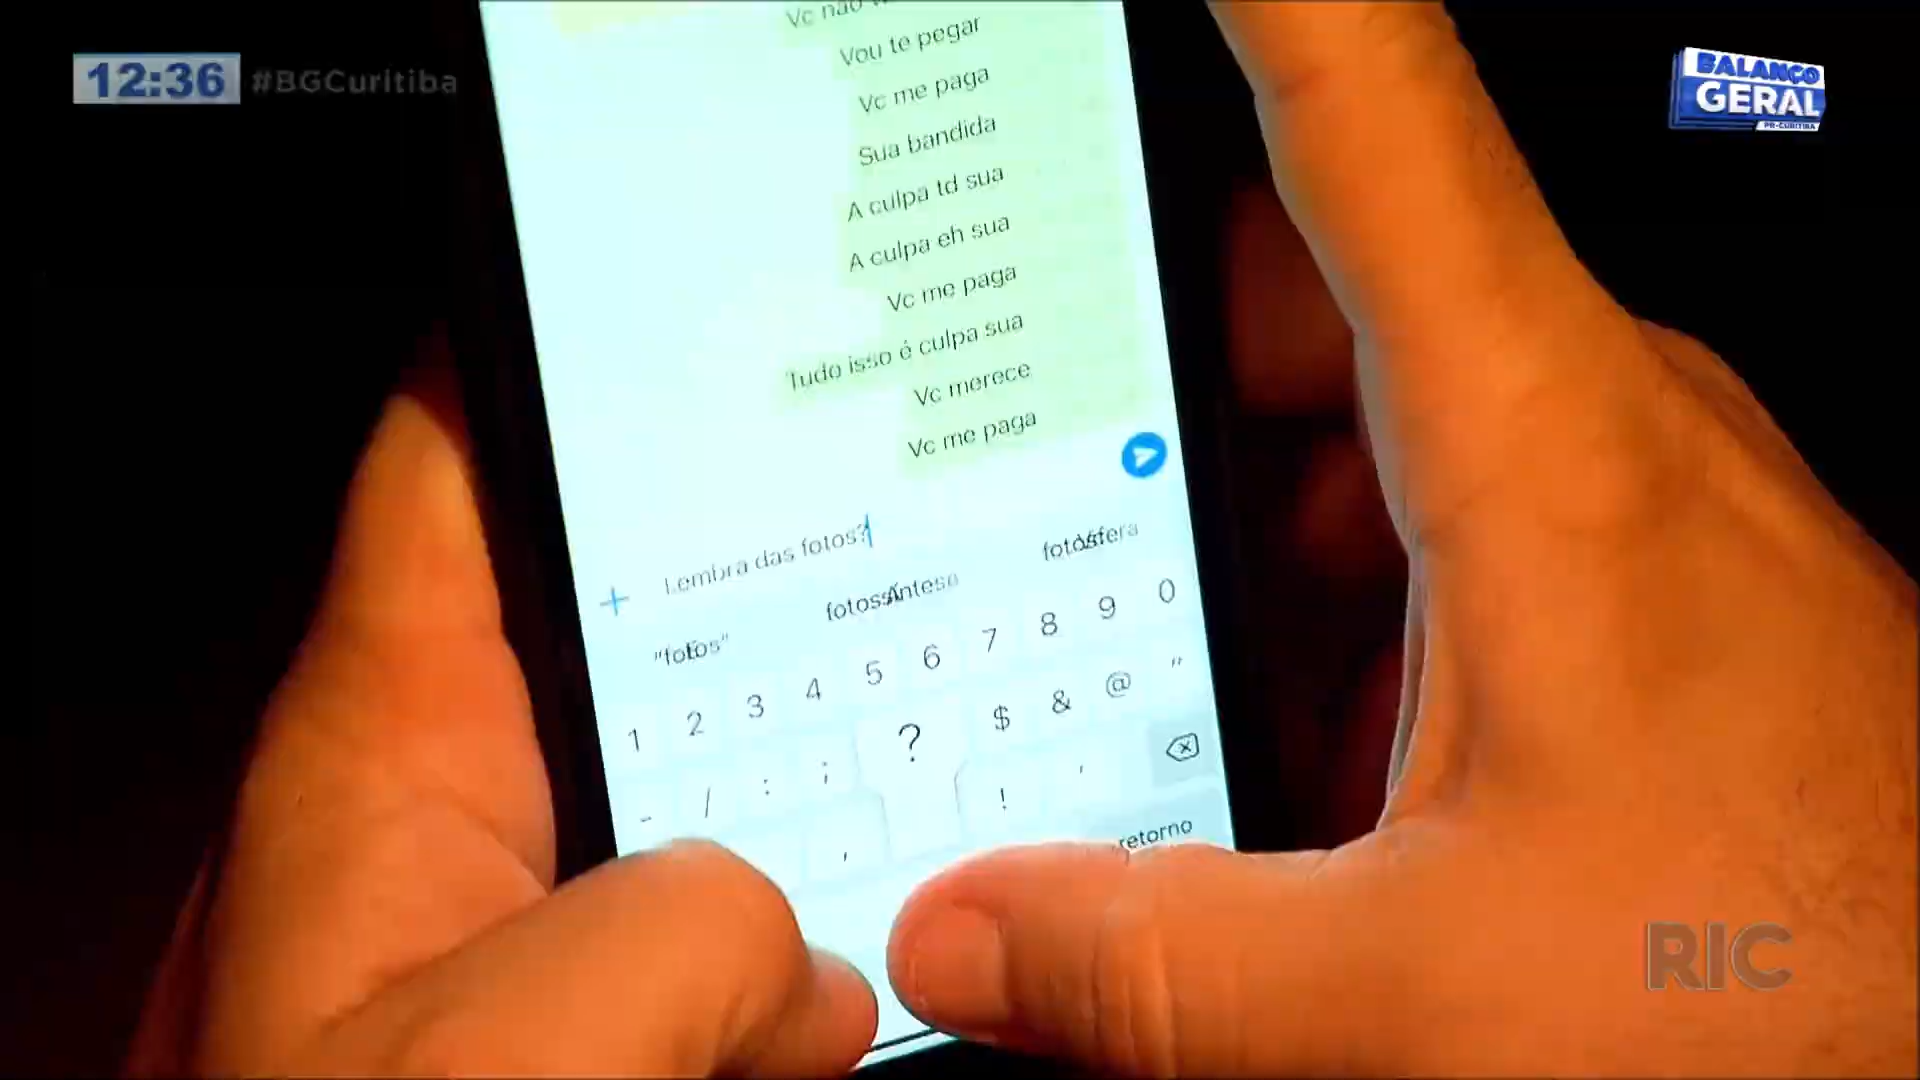 12:36 #BGCuritiba
BALANÇO
GERAL
PR-CURITIBA
Vc não
Vou te pegar
Vc me paga
Sua bandida
A culpa td sua
A culpa eh sua
Vc me paga
Tudo isso é culpa sua
Vc merece
Vc me paga
Lembra das fotos?
1 2 3 4 5 6 7 8 9 0
- / : ; ? $ & @ "
, ! '
retorno
RIC